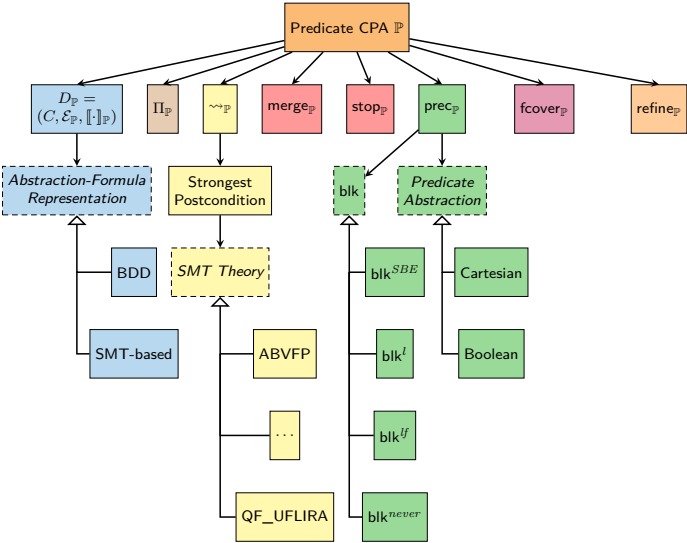 Predicate CPA ℙ
D_ℙ =
(C, ℰ_ℙ, ⟦·⟧_ℙ)
Π_ℙ
⇝_ℙ
merge_ℙ
stop_ℙ
prec_ℙ
fcover_ℙ
refine_ℙ
Abstraction-Formula
Representation
Strongest
Postcondition
blk
Predicate
Abstraction
BDD
SMT Theory
blk^SBE
Cartesian
SMT-based
ABVFP
blk^l
Boolean
···
blk^lf
QF_UFLIRA
blk^never